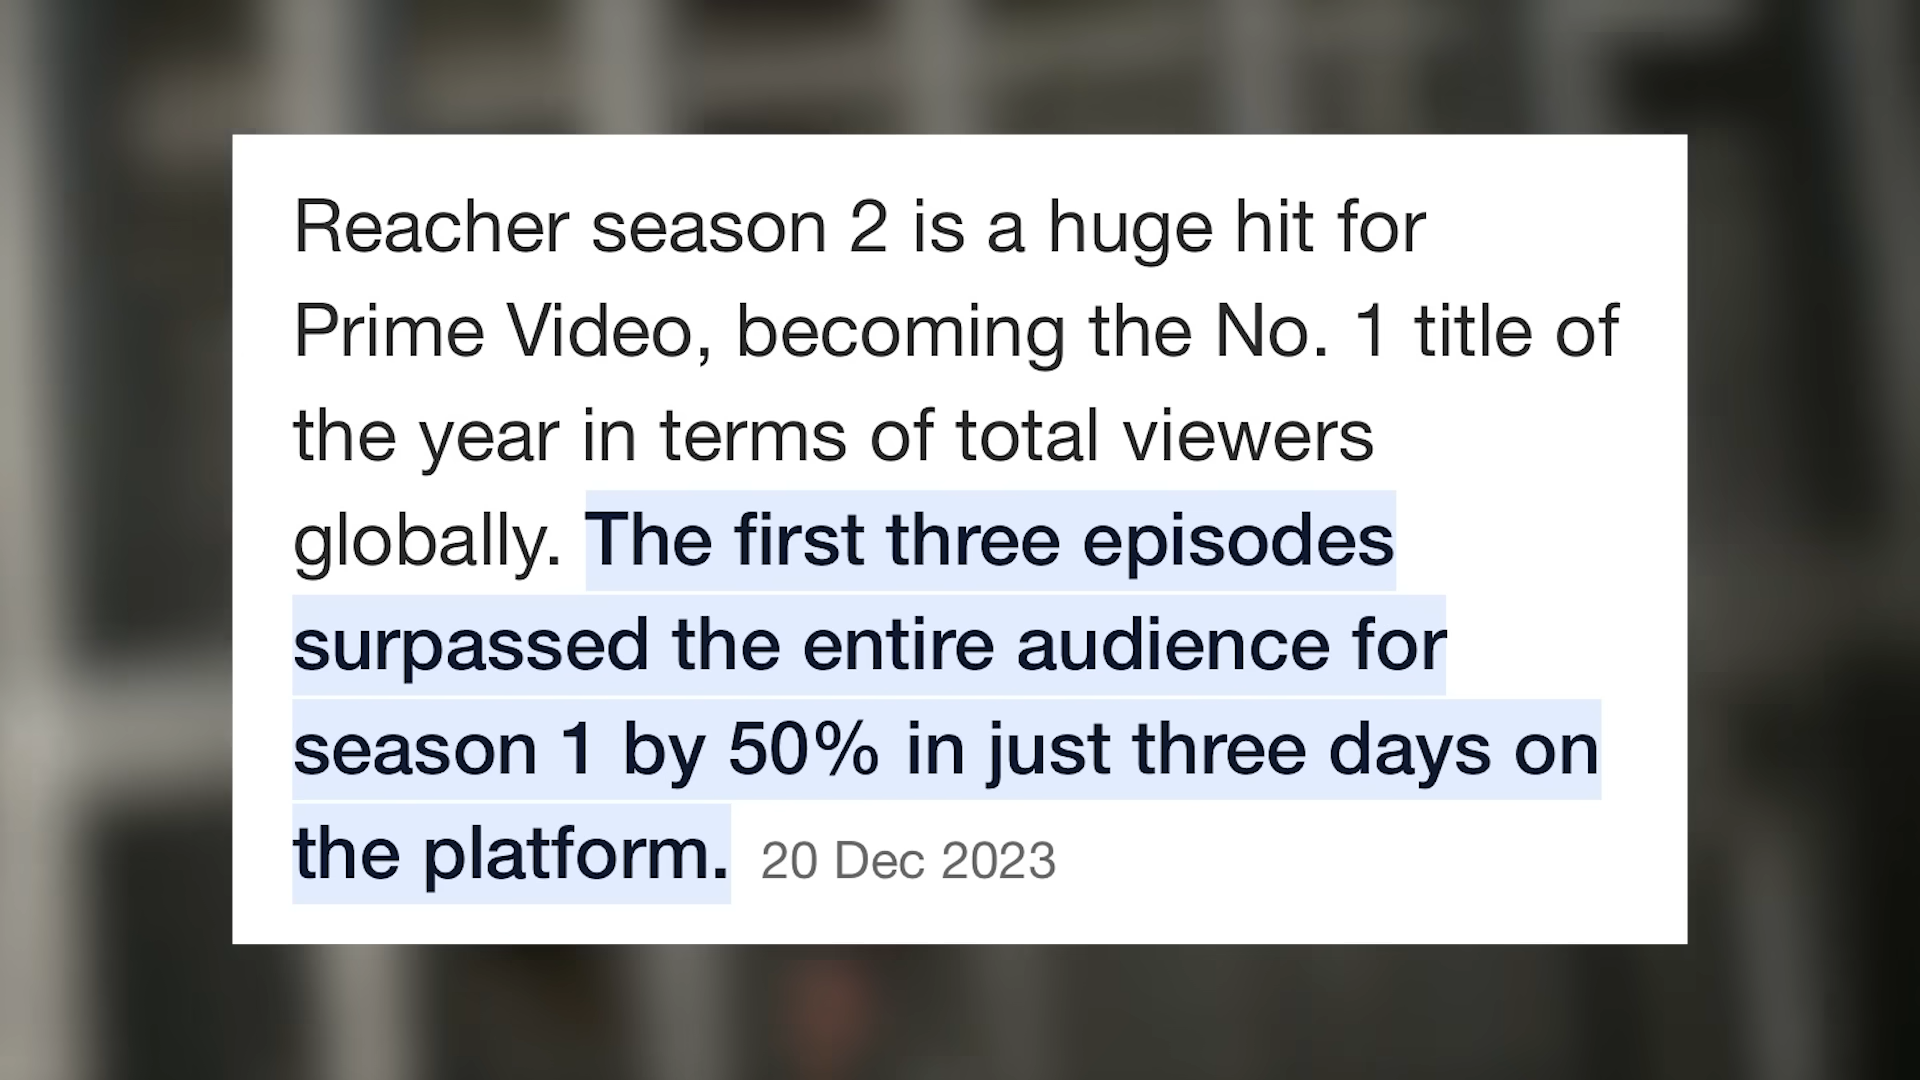 Reacher season 2 is a huge hit for
Prime Video, becoming the No. 1 title of
the year in terms of total viewers
globally. The first three episodes
surpassed the entire audience for
season 1 by 50% in just three days on
the platform. 20 Dec 2023